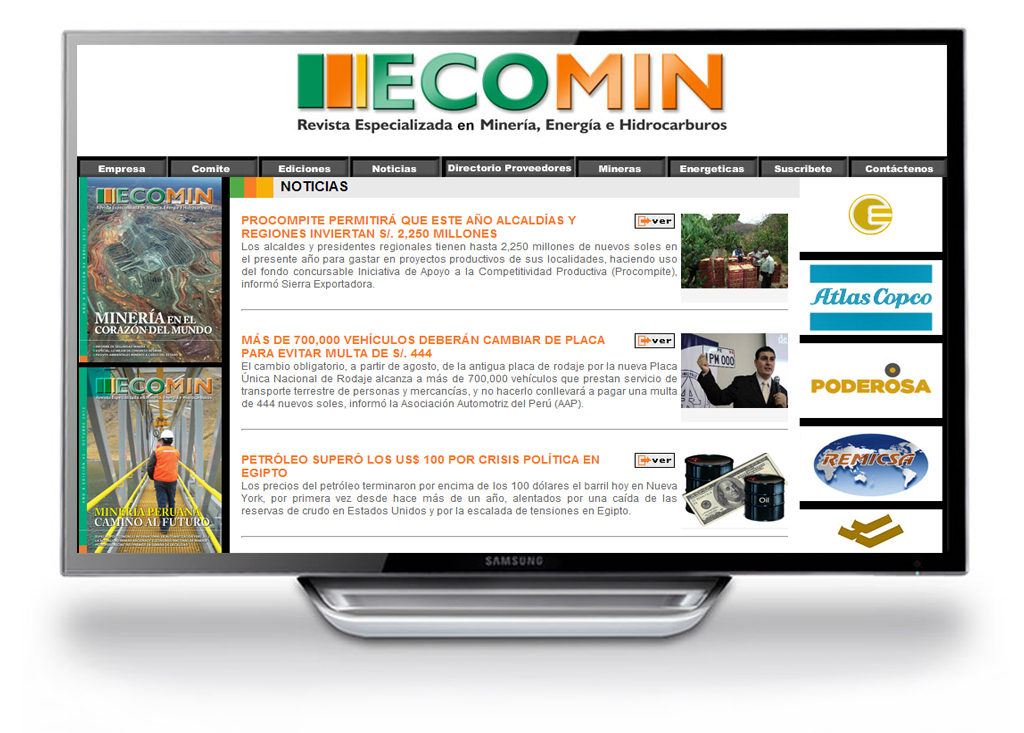 ECOMIN
Revista Especializada en Minería, Energía e Hidrocarburos
Empresa Comite Ediciones Noticias Directorio Proveedores Mineras Energeticas Suscribete Contáctenos
ECOMIN
Revista Especializada en Minería, Energía e Hidrocarburos
MINERÍA EN EL
CORAZÓN DEL MUNDO
ECOMIN
MINERÍA PERUANA
CAMINO AL FUTURO
NOTICIAS
PROCOMPITE PERMITIRÁ QUE ESTE AÑO ALCALDÍAS Y
REGIONES INVIERTAN S/. 2,250 MILLONES
ver
Los alcaldes y presidentes regionales tienen hasta 2,250 millones de nuevos soles en
el presente año para gastar en proyectos productivos de sus localidades, haciendo uso
del fondo concursable Iniciativa de Apoyo a la Competitividad Productiva (Procompite),
informó Sierra Exportadora.
MÁS DE 700,000 VEHÍCULOS DEBERÁN CAMBIAR DE PLACA
PARA EVITAR MULTA DE S/. 444
ver
El cambio obligatorio, a partir de agosto, de la antigua placa de rodaje por la nueva Placa
Única Nacional de Rodaje alcanza a más de 700,000 vehículos que prestan servicio de
transporte terrestre de personas y mercancías, y no hacerlo conllevará a pagar una multa
de 444 nuevos soles, informó la Asociación Automotriz del Perú (AAP).
PM 000
PETRÓLEO SUPERÓ LOS US$ 100 POR CRISIS POLÍTICA EN
EGIPTO
ver
Los precios del petróleo terminaron por encima de los 100 dólares el barril hoy en Nueva
York, por primera vez desde hace más de un año, alentados por una caída de las
reservas de crudo en Estados Unidos y por la escalada de tensiones en Egipto.
Oil
Atlas Copco
PODEROSA
REMICSA
SAMSUNG